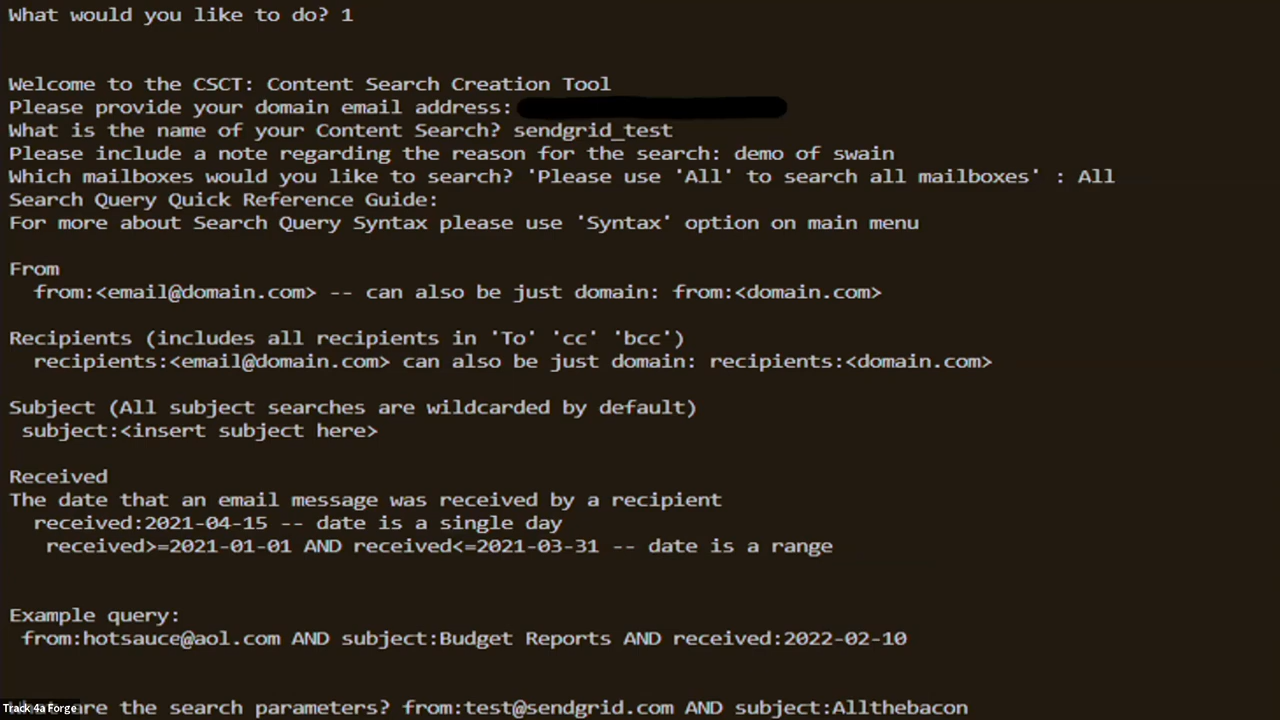 What would you like to do? 1
Welcome to the CSCT: Content Search Creation Tool
Please provide your domain email address:
What is the name of your Content Search? sendgrid_test
Please include a note regarding the reason for the search: demo of swain
Which mailboxes would you like to search? 'Please use 'All' to search all mailboxes' : All
Search Query Quick Reference Guide:
For more about Search Query Syntax please use 'Syntax' option on main menu
From
from:<email@domain.com> -- can also be just domain: from:<domain.com>
Recipients (includes all recipients in 'To' 'cc' 'bcc')
recipients:<email@domain.com> can also be just domain: recipients:<domain.com>
Subject (All subject searches are wildcarded by default)
subject:<insert subject here>
Received
The date that an email message was received by a recipient
received:2021-04-15 -- date is a single day
received>=2021-01-01 AND received<=2021-03-31 -- date is a range
Example query:
from:hotsauce@aol.com AND subject:Budget Reports AND received:2022-02-10
are the search parameters? from:test@sendgrid.com AND subject:Allthebacon
Track 4a Forge